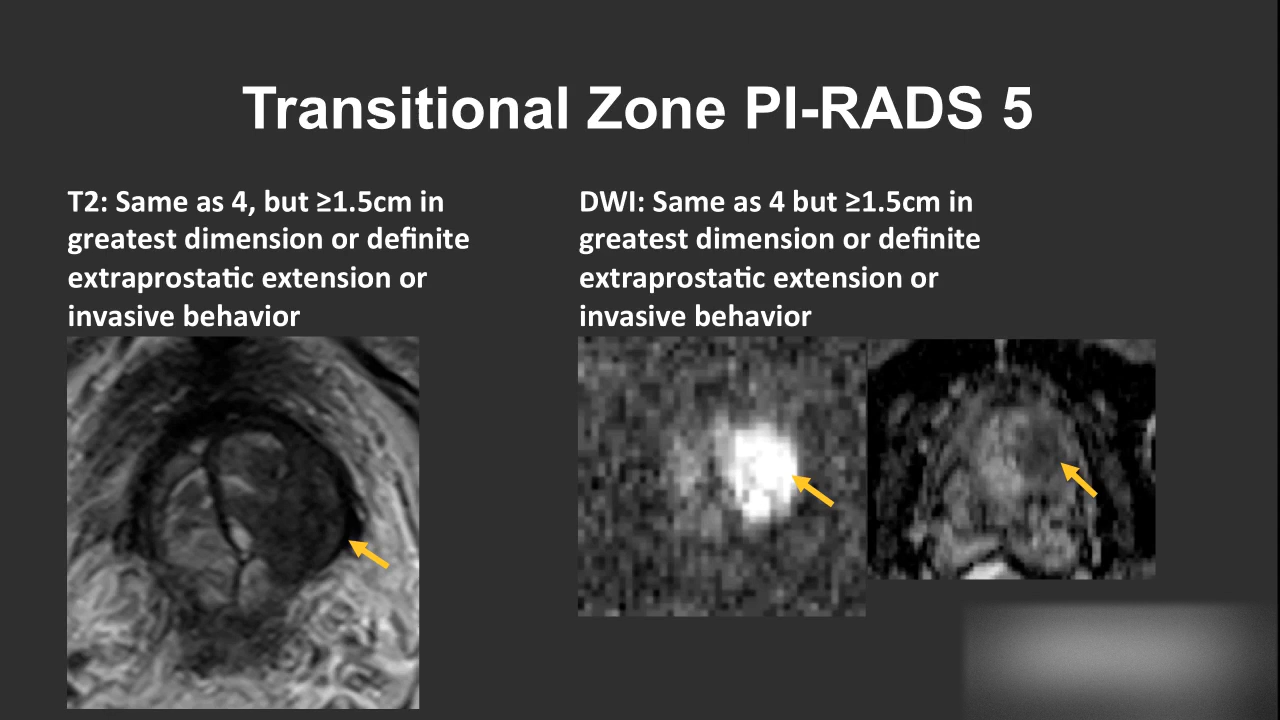 Transitional Zone PI-RADS 5
T2: Same as 4, but ≥1.5cm in
greatest dimension or definite
extraprostatic extension or
invasive behavior
DWI: Same as 4 but ≥1.5cm in
greatest dimension or definite
extraprostatic extension or
invasive behavior